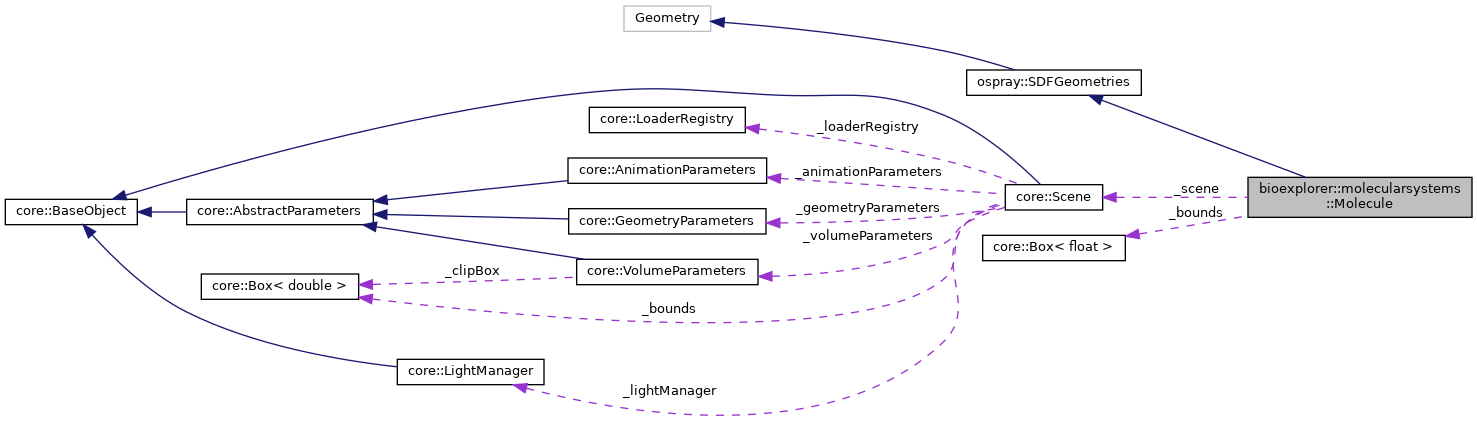 Geometry
ospray::SDFGeometries
core::LoaderRegistry
_loaderRegistry
core::AnimationParameters
_animationParameters
bioexplorer::molecularsystems
::Molecule
_scene
core::Scene
core::BaseObject
core::AbstractParameters
core::GeometryParameters
_geometryParameters
_bounds
_volumeParameters
core::Box< float >
core::VolumeParameters
_clipBox
core::Box< double >
_bounds
core::LightManager
_lightManager